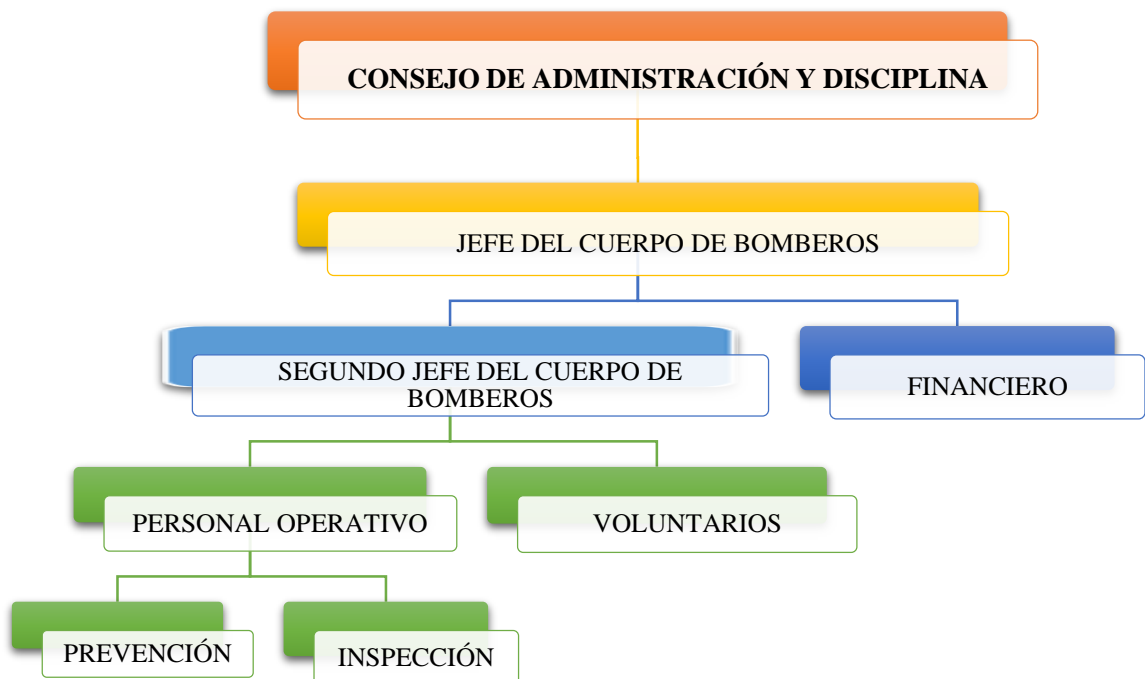 CONSEJO DE ADMINISTRACIÓN Y DISCIPLINA
JEFE DEL CUERPO DE BOMBEROS
SEGUNDO JEFE DEL CUERPO DE
BOMBEROS
FINANCIERO
PERSONAL OPERATIVO
VOLUNTARIOS
PREVENCIÓN
INSPECCIÓN